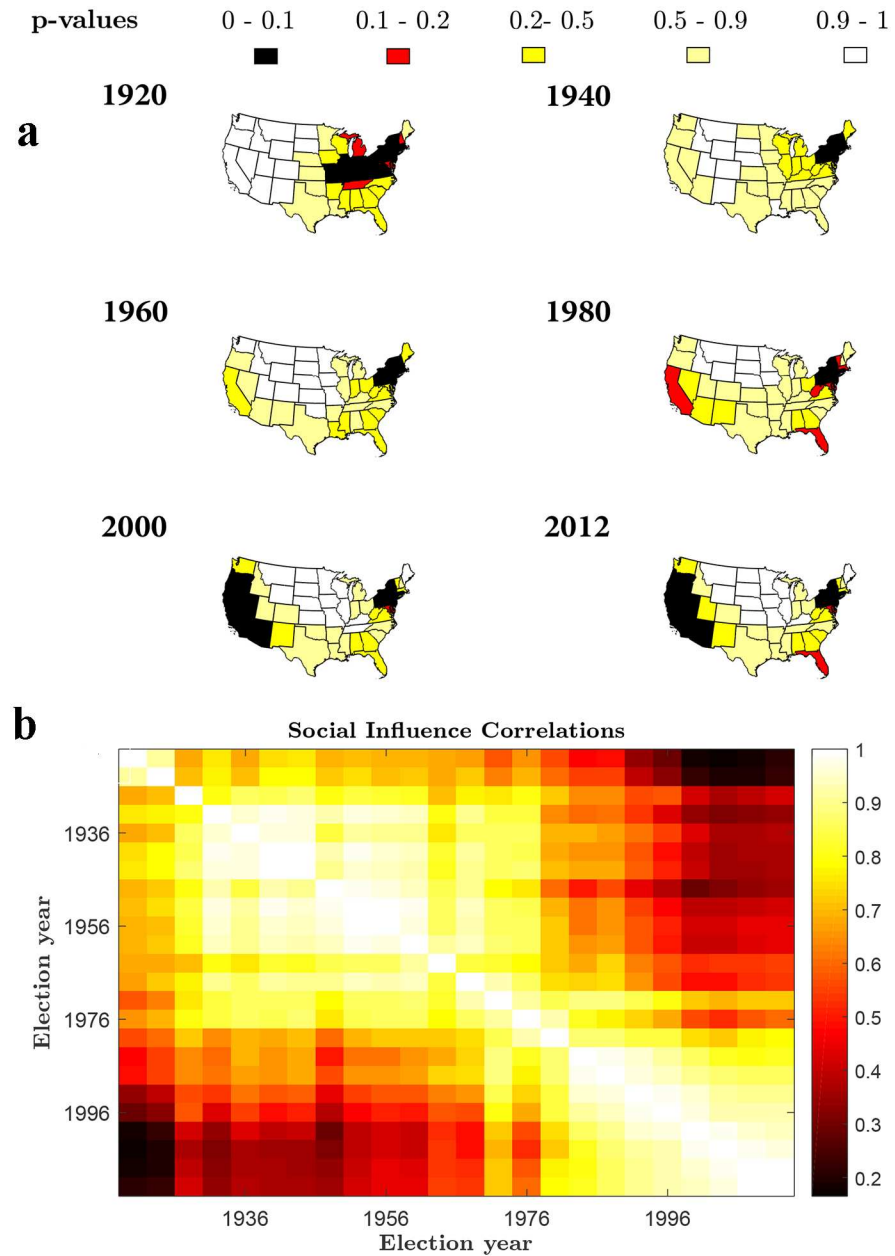 p-values 0 - 0.1 0.1 - 0.2 0.2- 0.5 0.5 - 0.9 0.9 - 1
1920 1940
a
1960 1980
2000 2012
b
Social Influence Correlations
1
0.9
1936
0.8
0.7
1956
0.6
Election year
1976
0.5
0.4
1996
0.3
0.2
1936 1956 1976 1996
Election year